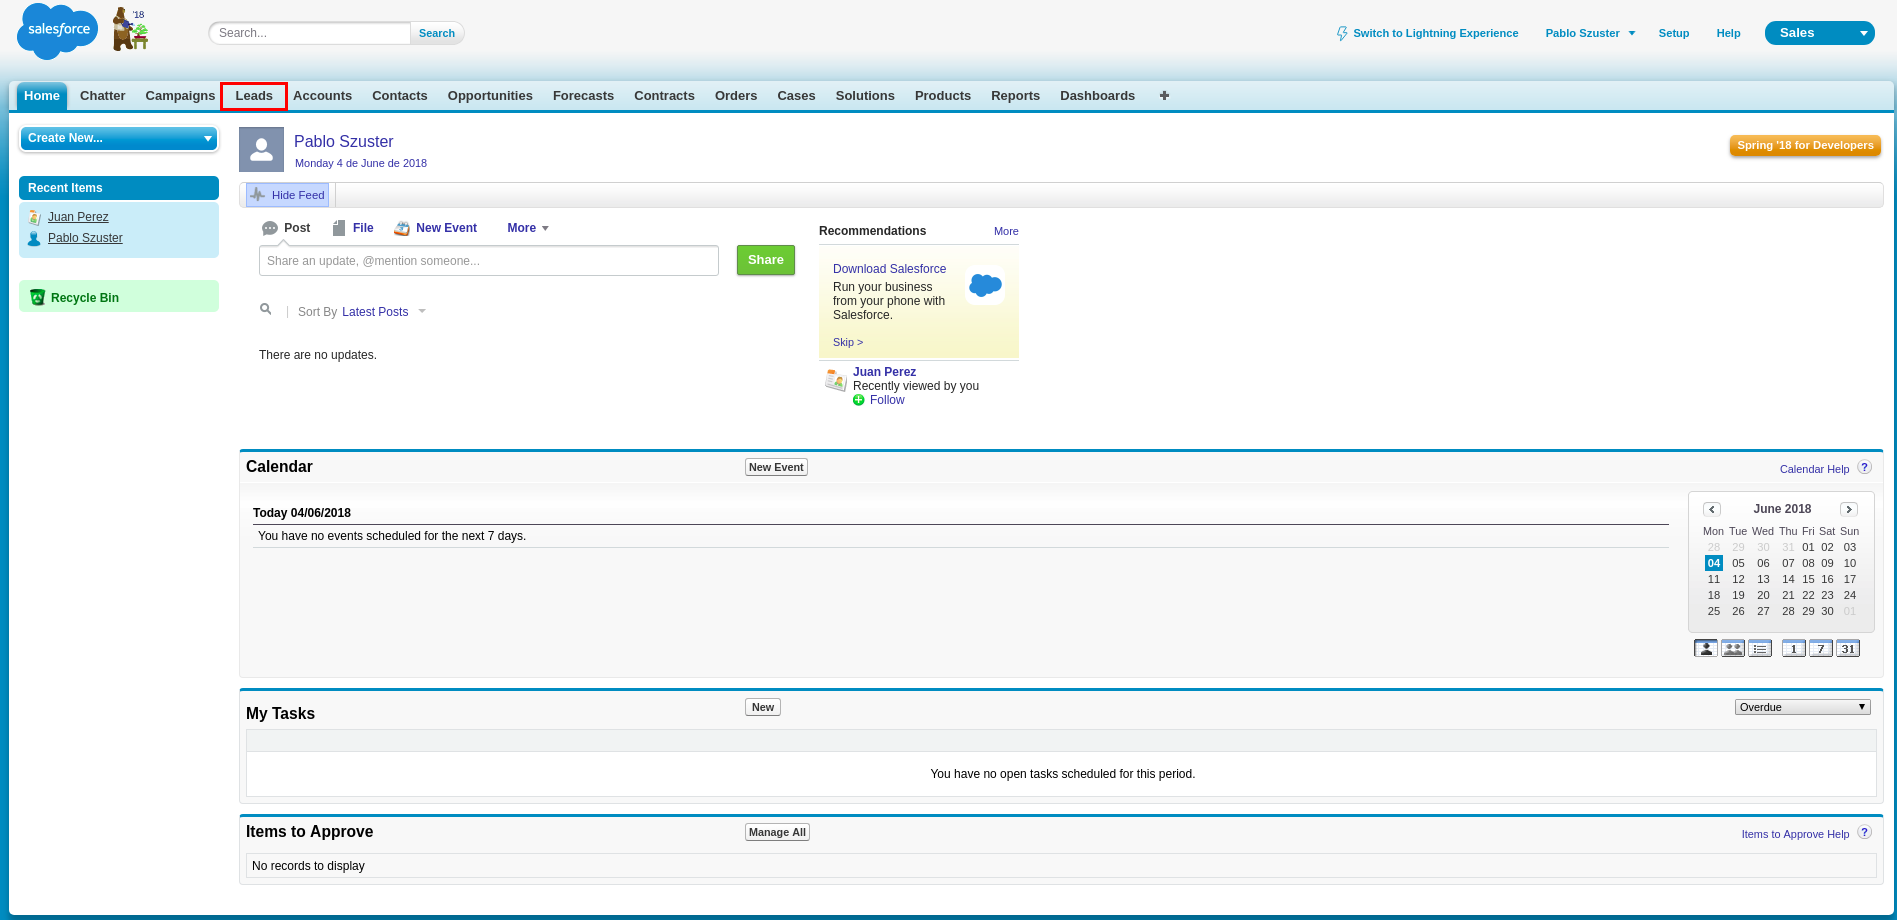 salesforce '18 Search... Search Switch to Lightning Experience Pablo Szuster Setup Help Sales
Home Chatter Campaigns Leads Accounts Contacts Opportunities Forecasts Contracts Orders Cases Solutions Products Reports Dashboards
Create New...
Recent Items
Juan Perez
Pablo Szuster
Recycle Bin
Pablo Szuster
Monday 4 de June de 2018
Spring '18 for Developers
Hide Feed
Post File New Event More
Share an update, @mention someone...
Share
Sort By Latest Posts
There are no updates.
Recommendations More
Download Salesforce
Run your business
from your phone with
Salesforce.
Skip >
Juan Perez
Recently viewed by you
Follow
Calendar New Event Calendar Help ?
Today 04/06/2018
You have no events scheduled for the next 7 days.
June 2018
Mon Tue Wed Thu Fri Sat Sun
28 29 30 31 01 02 03
04 05 06 07 08 09 10
11 12 13 14 15 16 17
18 19 20 21 22 23 24
25 26 27 28 29 30 01
1 7 31
My Tasks New Overdue
You have no open tasks scheduled for this period.
Items to Approve Manage All Items to Approve Help ?
No records to display